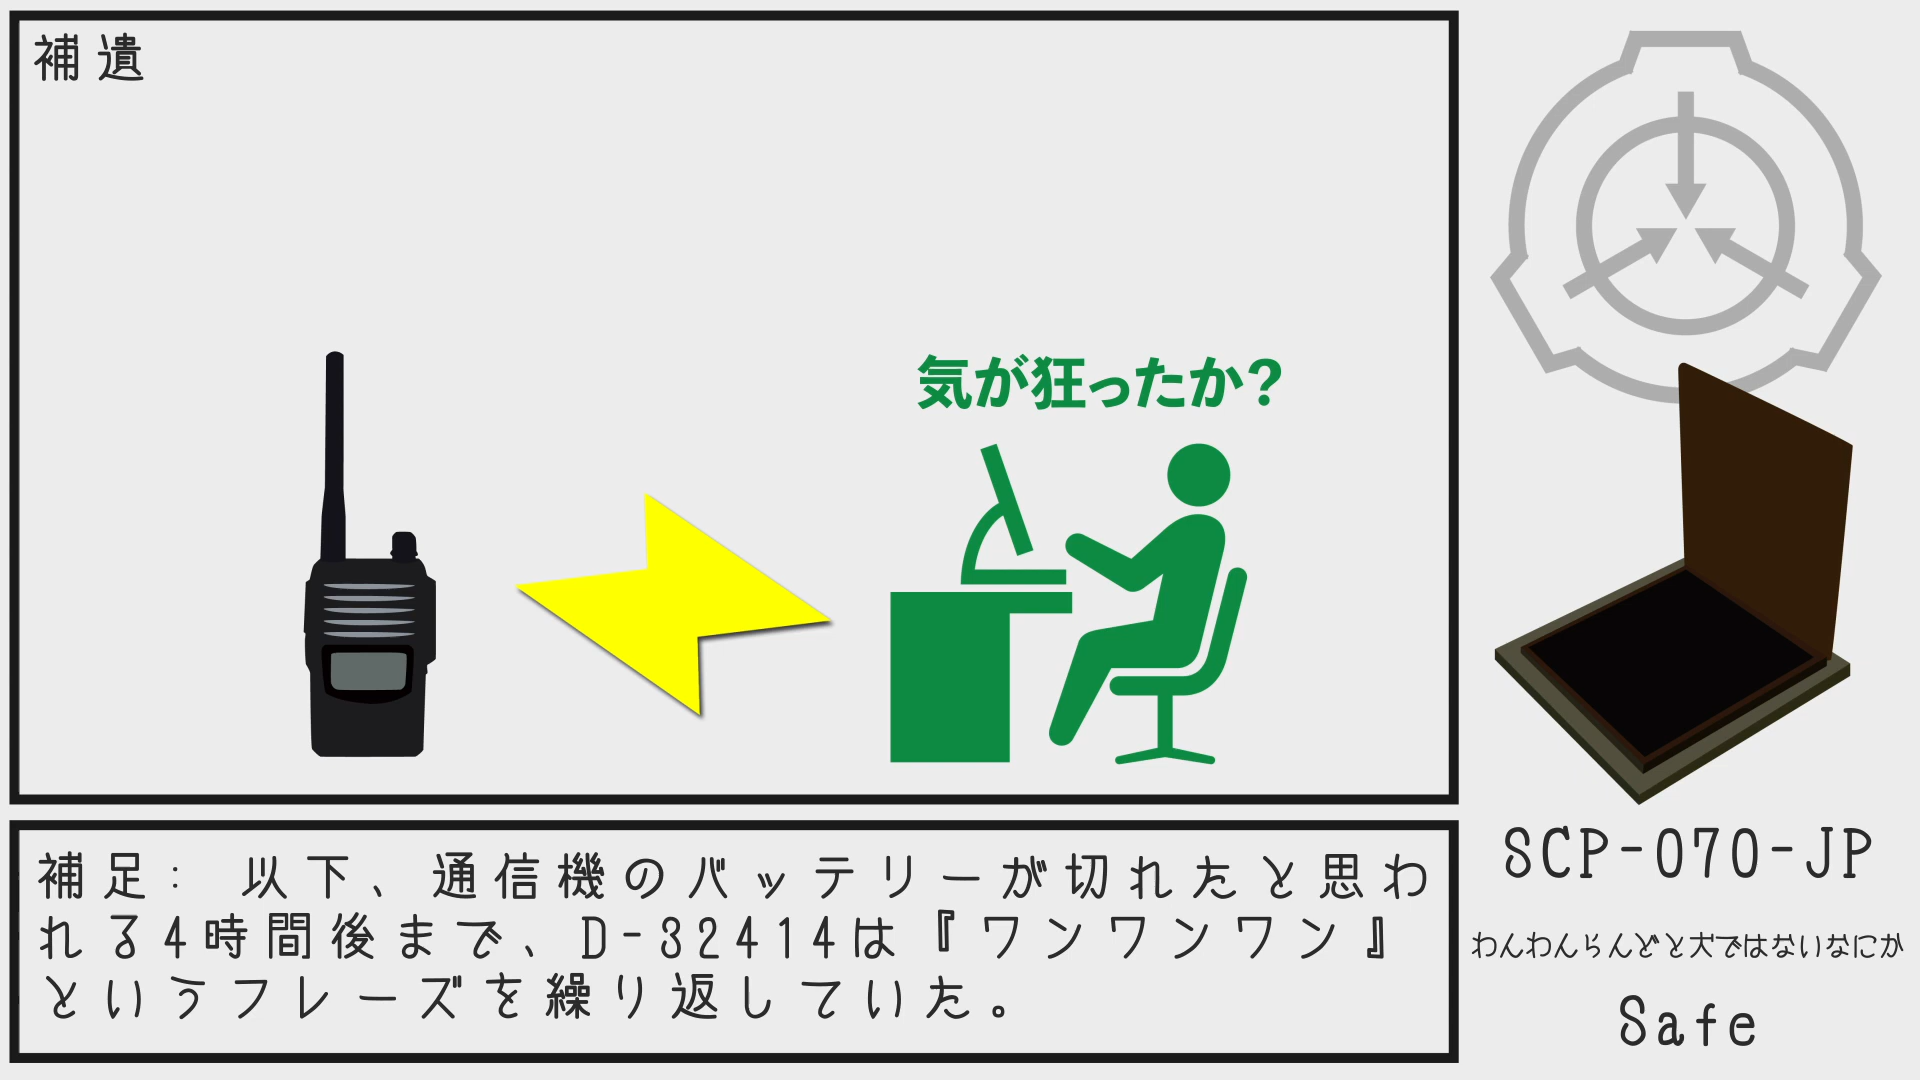 補遺
気が狂ったか?
補足: 以下、通信機のバッテリーが切れたと思わ
れる4時間後まで、D-32414は『ワンワンワン』
というフレーズを繰り返していた。
SCP-070-JP
わんわんらんどと犬ではないなにか
Safe